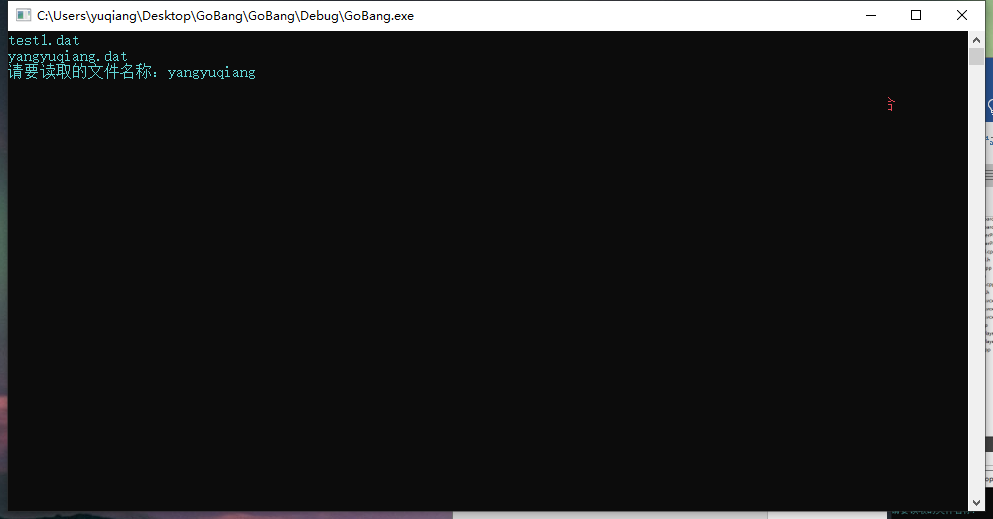 C:\Users\yuqiang\Desktop\GoBang\GoBang\Debug\GoBang.exe
test1.dat
yangyuqiang.dat
请要读取的文件名称：yangyuqiang